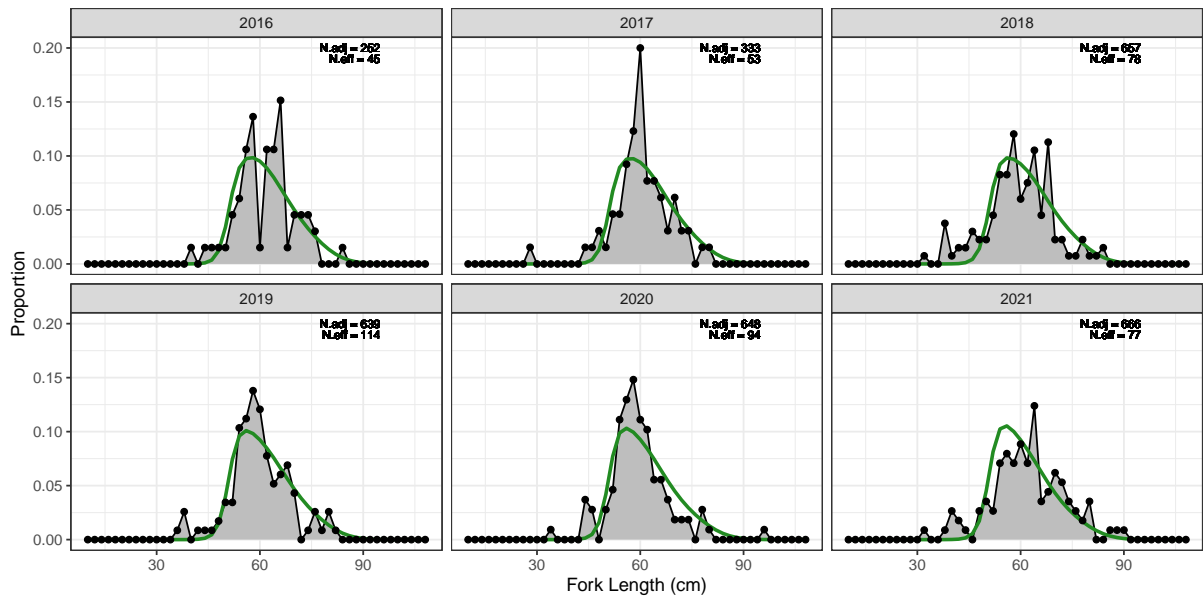 2016 2017 2018
0.20
N.adj = 252 N.adj = 333 N.adj = 657
N.eff = 45 N.eff = 53 N.eff = 78
0.15
0.10
0.05
0.00
2019 2020 2021
0.20
N.adj = 639 N.adj = 648 N.adj = 666
N.eff = 114 N.eff = 94 N.eff = 77
0.15
0.10
0.05
0.00
30 60 90 30 60 90 30 60 90
Proportion
Fork Length (cm)